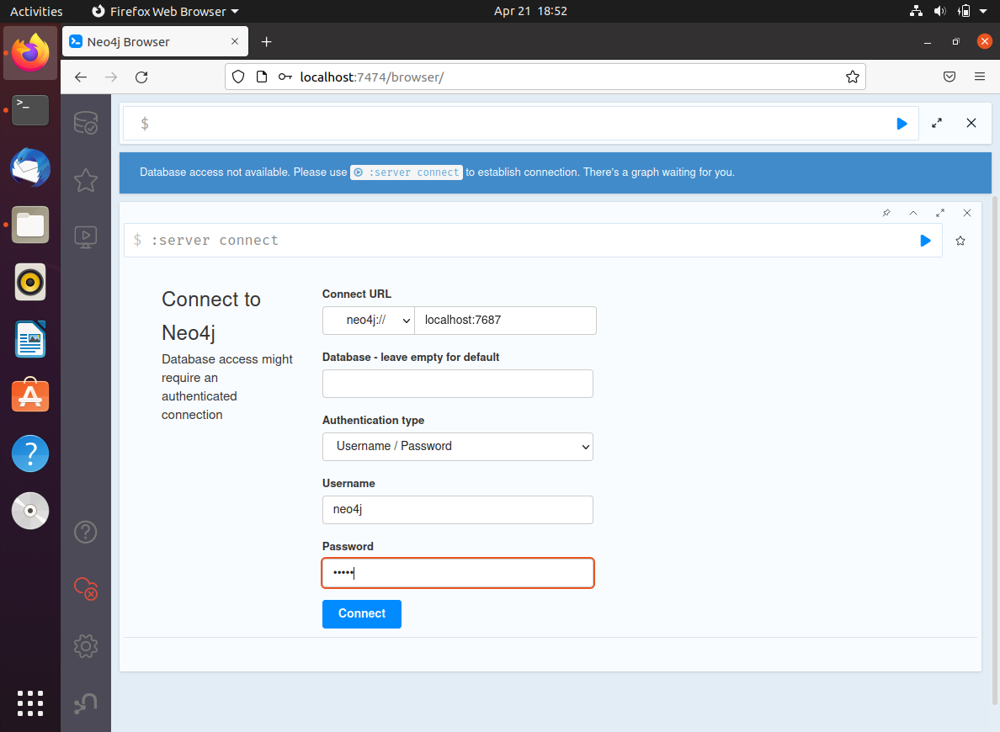 Activities
Firefox Web Browser
Apr 21 18:52
Neo4j Browser
localhost:7474/browser/
$
Database access not available. Please use :server connect to establish connection. There's a graph waiting for you.
$ :server connect
Connect to
Neo4j
Database access might
require an
authenticated
connection
Connect URL
neo4j://
localhost:7687
Database - leave empty for default
Authentication type
Username / Password
Username
neo4j
Password
•••••
Connect